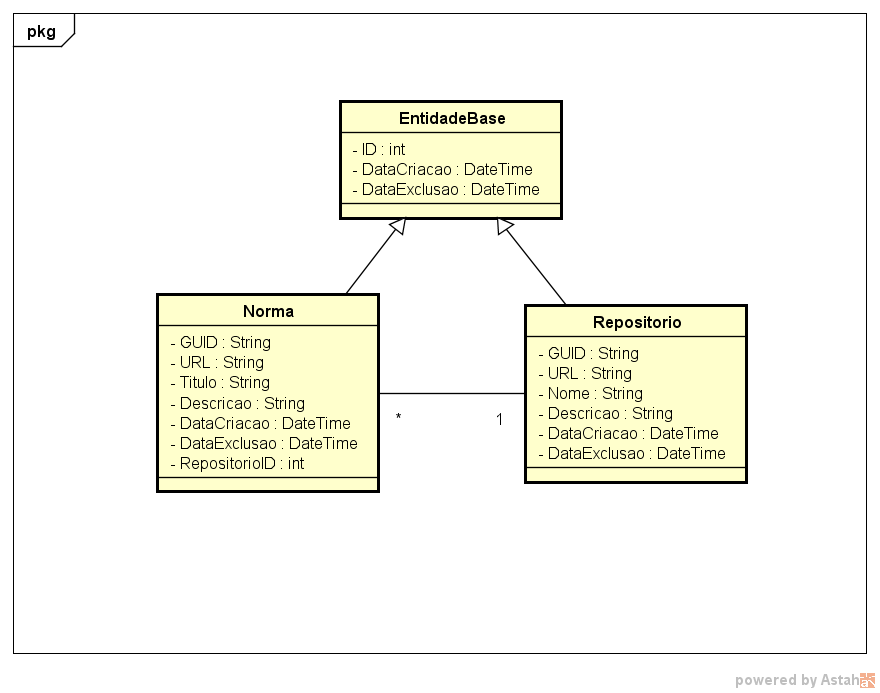 pkg
EntidadeBase
- ID : int
- DataCriacao : DateTime
- DataExclusao : DateTime
Norma
- GUID : String
- URL : String
- Titulo : String
- Descricao : String
- DataCriacao : DateTime
- DataExclusao : DateTime
- RepositorioID : int
* 1
Repositorio
- GUID : String
- URL : String
- Nome : String
- Descricao : String
- DataCriacao : DateTime
- DataExclusao : DateTime
powered by Astah